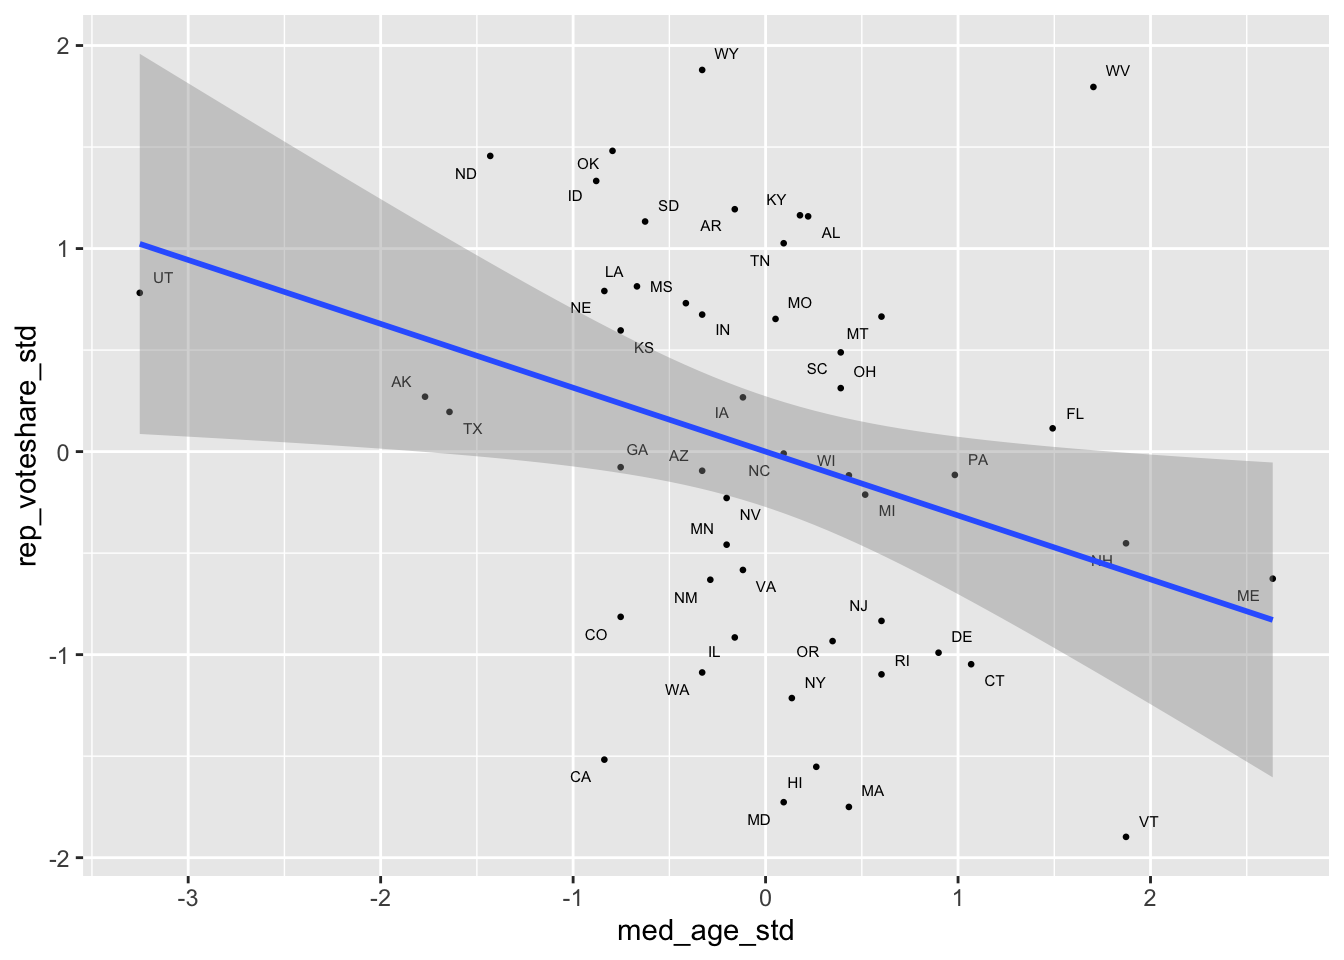 2
WY
WV
ND
OK
ID
SD
AR
KY
AL
1
TN
UT
LA
MS
NE
MO
IN
MT
KS
SC
OH
AK
IA
FL
TX
0
GA
AZ
NC
WI
PA
MI
NV
MN
NH
NM
VA
ME
CO
NJ
IL
OR
DE
-1
WA
RI
CT
NY
CA
HI
MA
MD
VT
-2
-3 -2 -1 0 1 2
med_age_std
rep_voteshare_std